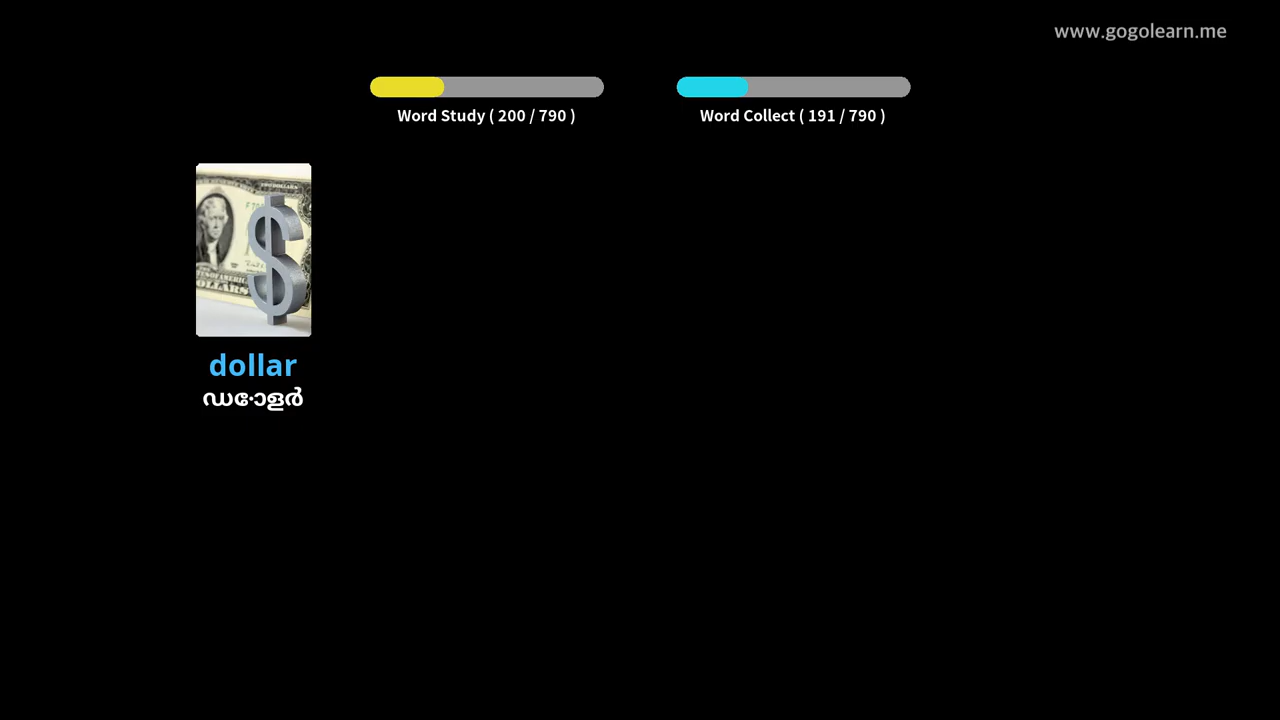 www.gogolearn.me
Word Study ( 200 / 790 )
Word Collect ( 191 / 790 )
$
dollar
ഡോളർ